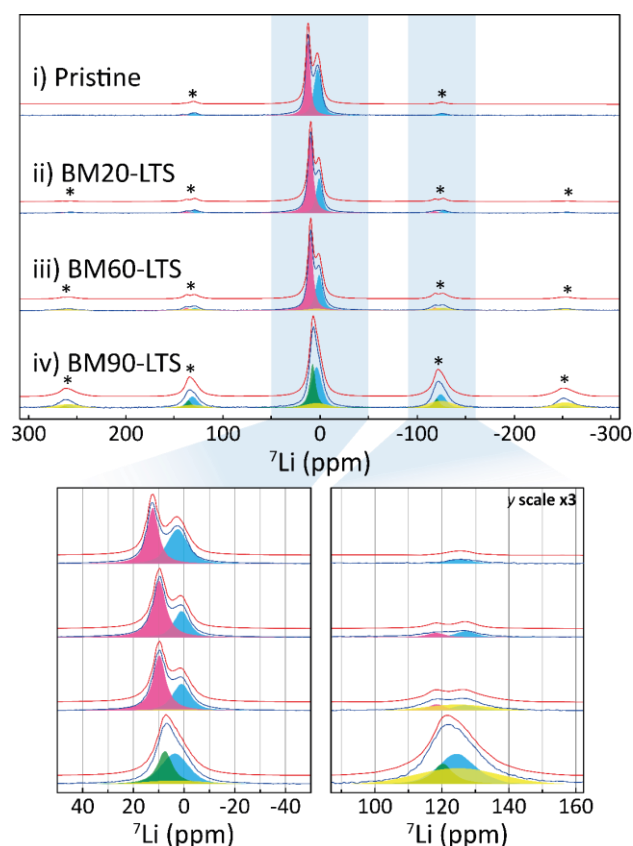 i) Pristine
* *
ii) BM20-LTS
* * * *
iii) BM60-LTS
* * * *
iv) BM90-LTS
* * * *
300 200 100 0 -100 -200 -300
⁷Li (ppm)
y scale x3
40 20 0 -20 -40
100 120 140 160
⁷Li (ppm) ⁷Li (ppm)